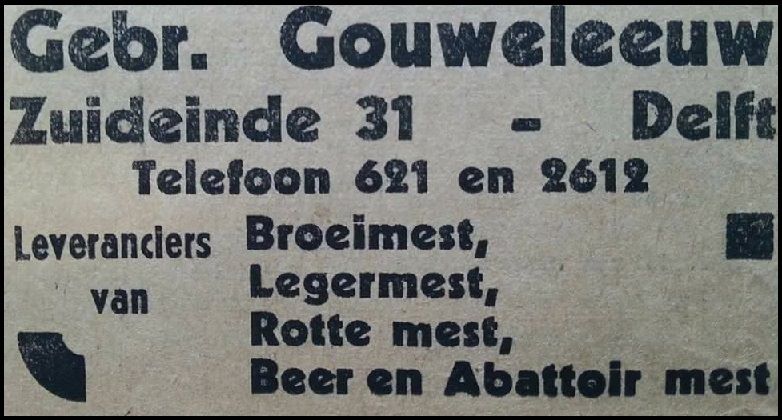 Gebr. Gouweleeuw
Zuideinde 31 - Delft
Telefoon 621 en 2612
Leveranciers van
Broeimest,
Legermest,
Rotte mest,
Beer en Abattoir mest